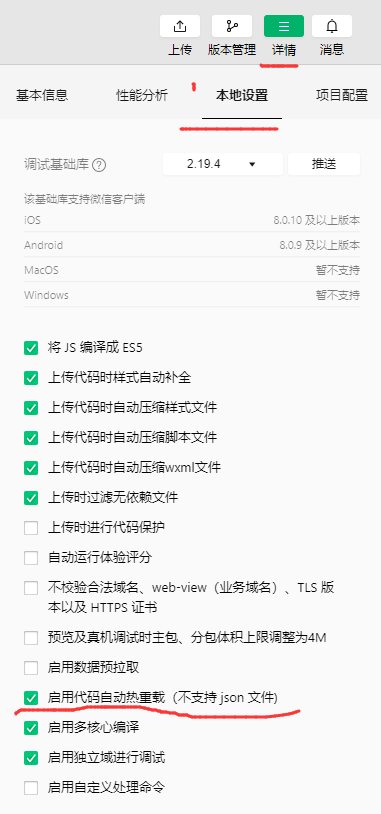 上传 版本管理 详情 消息
基本信息 性能分析 本地设置 项目配置
调试基础库 ? 2.19.4 推送
该基础库支持微信客户端
iOS 8.0.10 及以上版本
Android 8.0.9 及以上版本
MacOS 暂不支持
Windows 暂不支持
将 JS 编译成 ES5
上传代码时样式自动补全
上传代码时自动压缩样式文件
上传代码时自动压缩脚本文件
上传代码时自动压缩wxml文件
上传时过滤无依赖文件
上传时进行代码保护
自动运行体验评分
不校验合法域名、web-view（业务域名）、TLS 版
本以及 HTTPS 证书
预览及真机调试时主包、分包体积上限调整为4M
启用数据预拉取
启用代码自动热重载（不支持 json 文件)
启用多核心编译
启用独立域进行调试
启用自定义处理命令